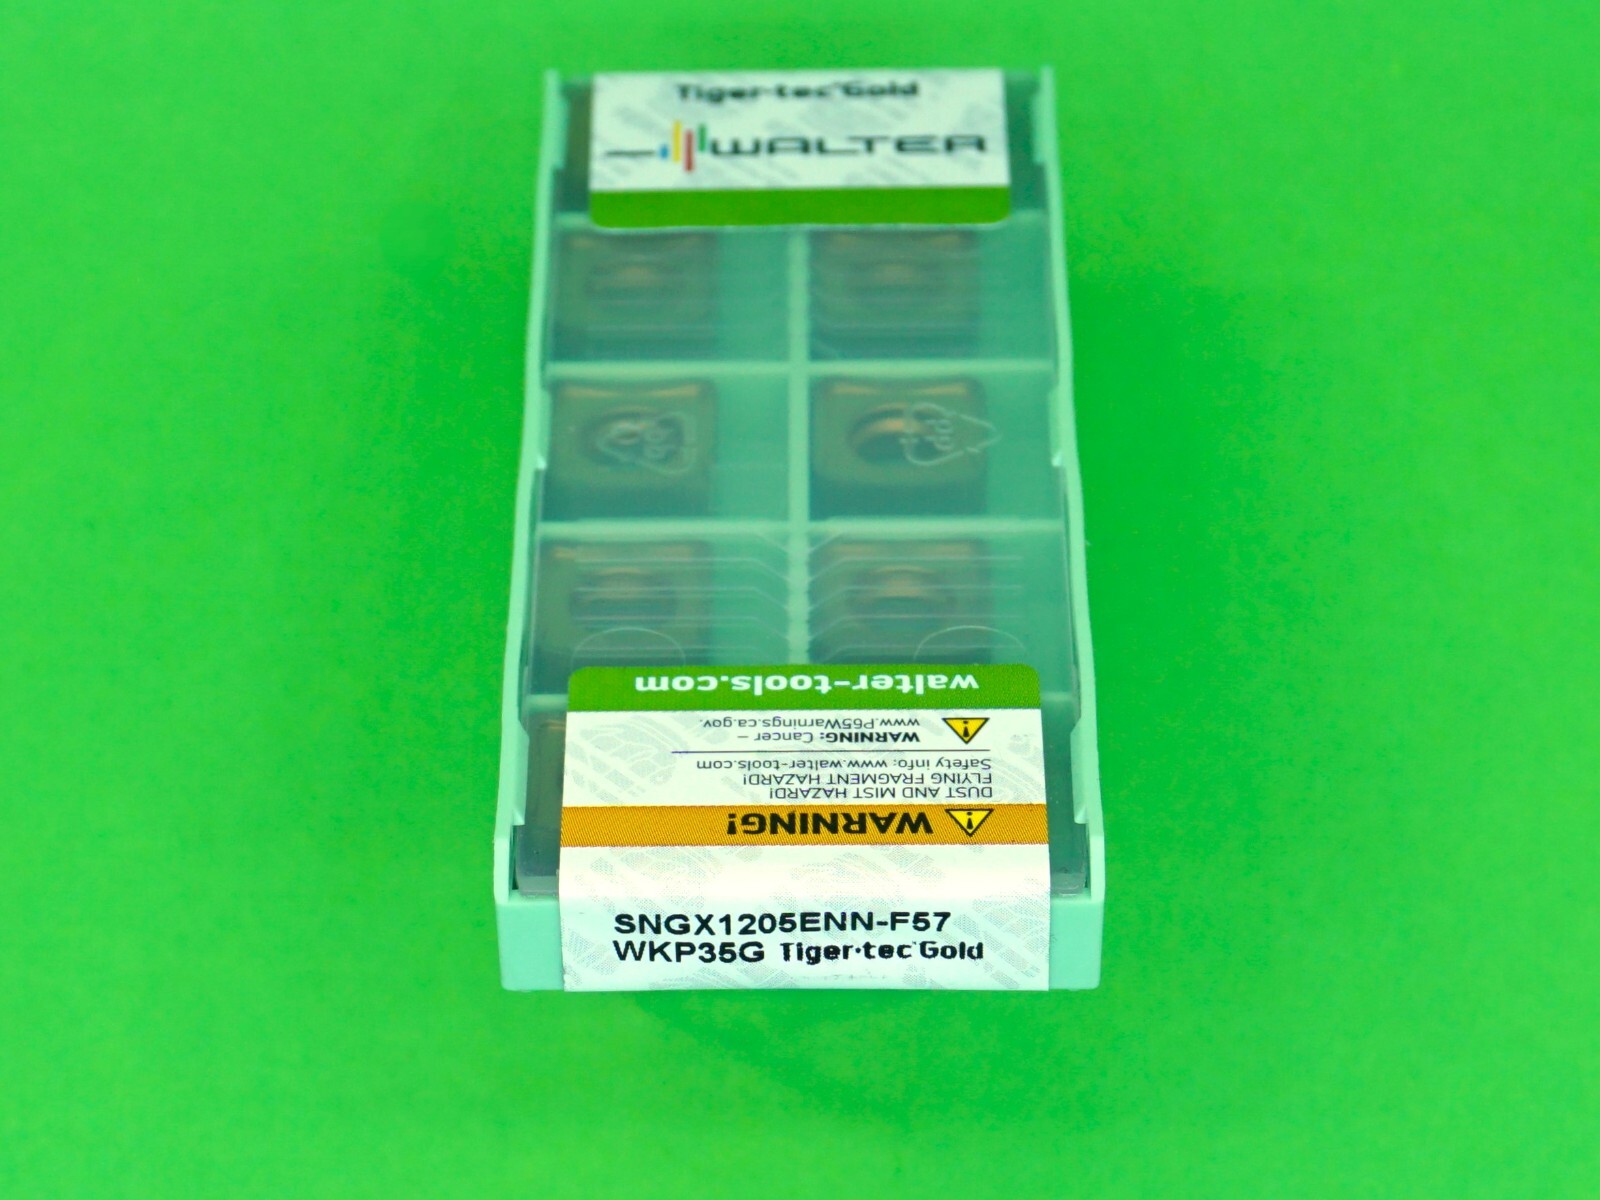 Tiger·tec®Gold
WALTER
walter-tools.com
WARNING: Cancer –
www.P65Warnings.ca.gov.
WARNING!
DUST AND MIST HAZARD!
FLYING FRAGMENT HAZARD!
Safety info: www.walter-tools.com
SNGX1205ENN-F57
WKP35G Tiger·tec®Gold